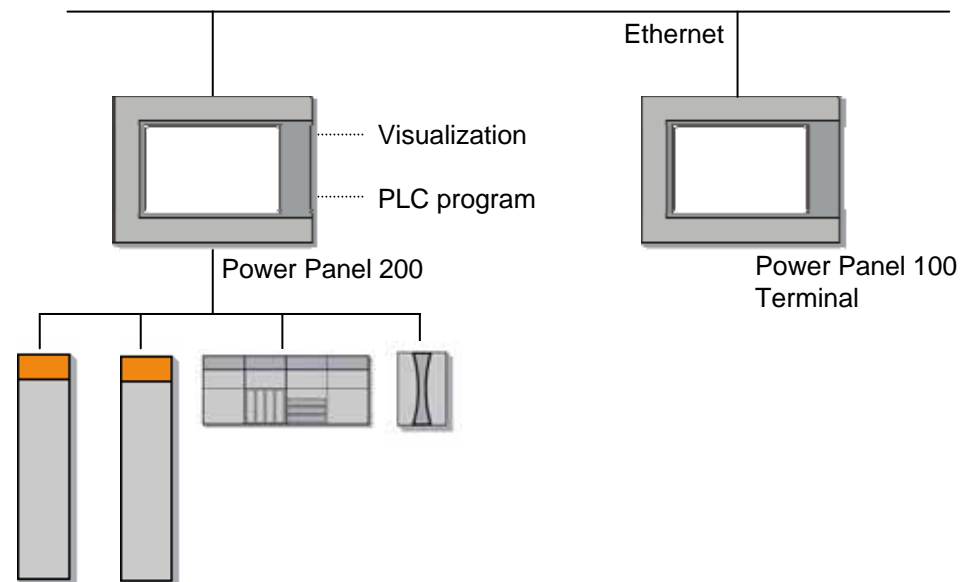 Ethernet
Visualization
PLC program
Power Panel 200
Power Panel 100
Terminal